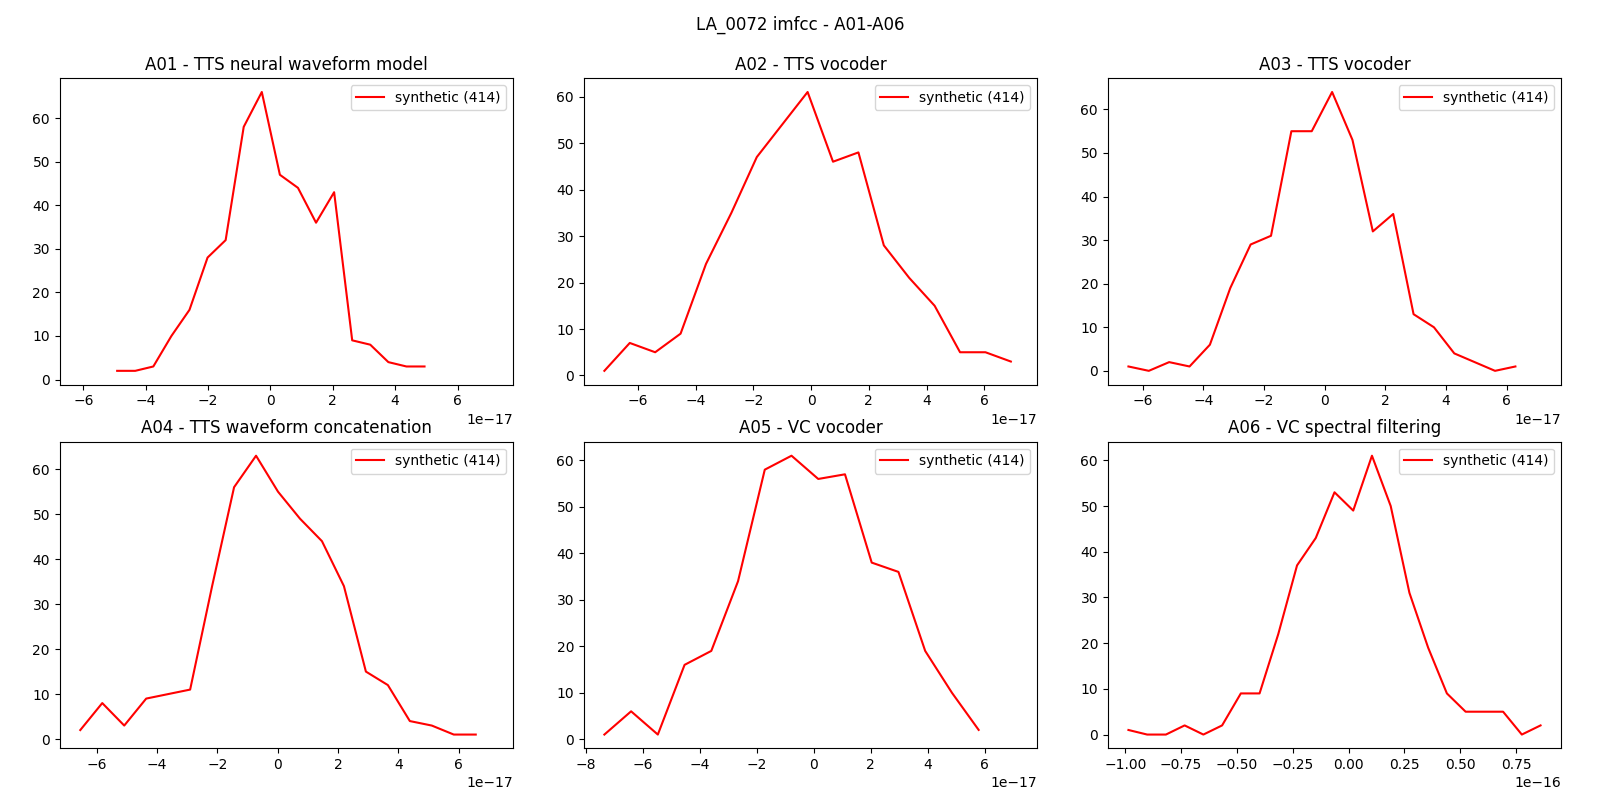 LA_0072 imfcc - A01-A06
A01 - TTS neural waveform model
synthetic (414)
60
50
40
30
20
10
0
−6 −4 −2 0 2 4 6
1e−17
A02 - TTS vocoder
synthetic (414)
60
50
40
30
20
10
0
−6 −4 −2 0 2 4 6
1e−17
A03 - TTS vocoder
synthetic (414)
60
50
40
30
20
10
0
−6 −4 −2 0 2 4 6
1e−17
A04 - TTS waveform concatenation
synthetic (414)
60
50
40
30
20
10
0
−6 −4 −2 0 2 4 6
1e−17
A05 - VC vocoder
synthetic (414)
60
50
40
30
20
10
0
−8 −6 −4 −2 0 2 4 6
1e−17
A06 - VC spectral filtering
synthetic (414)
60
50
40
30
20
10
0
−1.00 −0.75 −0.50 −0.25 0.00 0.25 0.50 0.75
1e−16